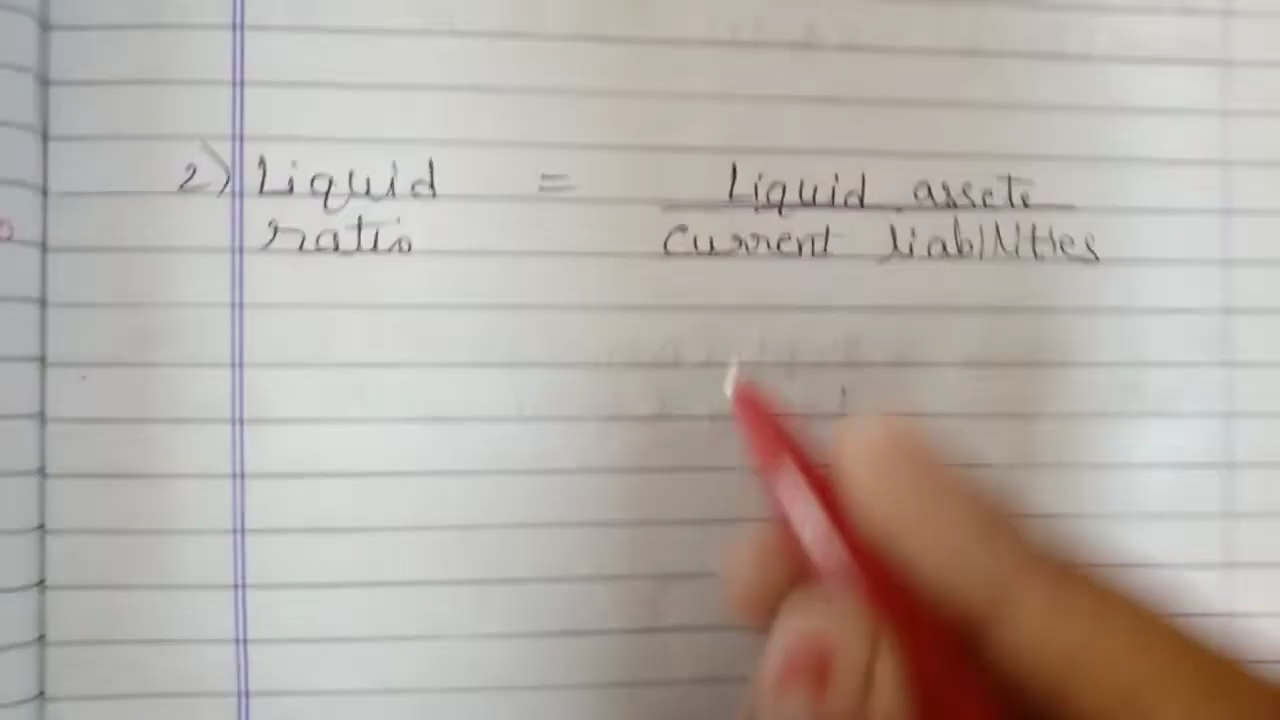 2) Liquid = Liquid assets
ratio current liabilities